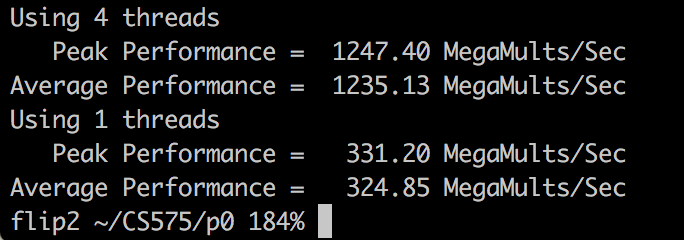 Using 4 threads
Peak Performance = 1247.40 MegaMults/Sec
Average Performance = 1235.13 MegaMults/Sec
Using 1 threads
Peak Performance = 331.20 MegaMults/Sec
Average Performance = 324.85 MegaMults/Sec
flip2 ~/CS575/p0 184%